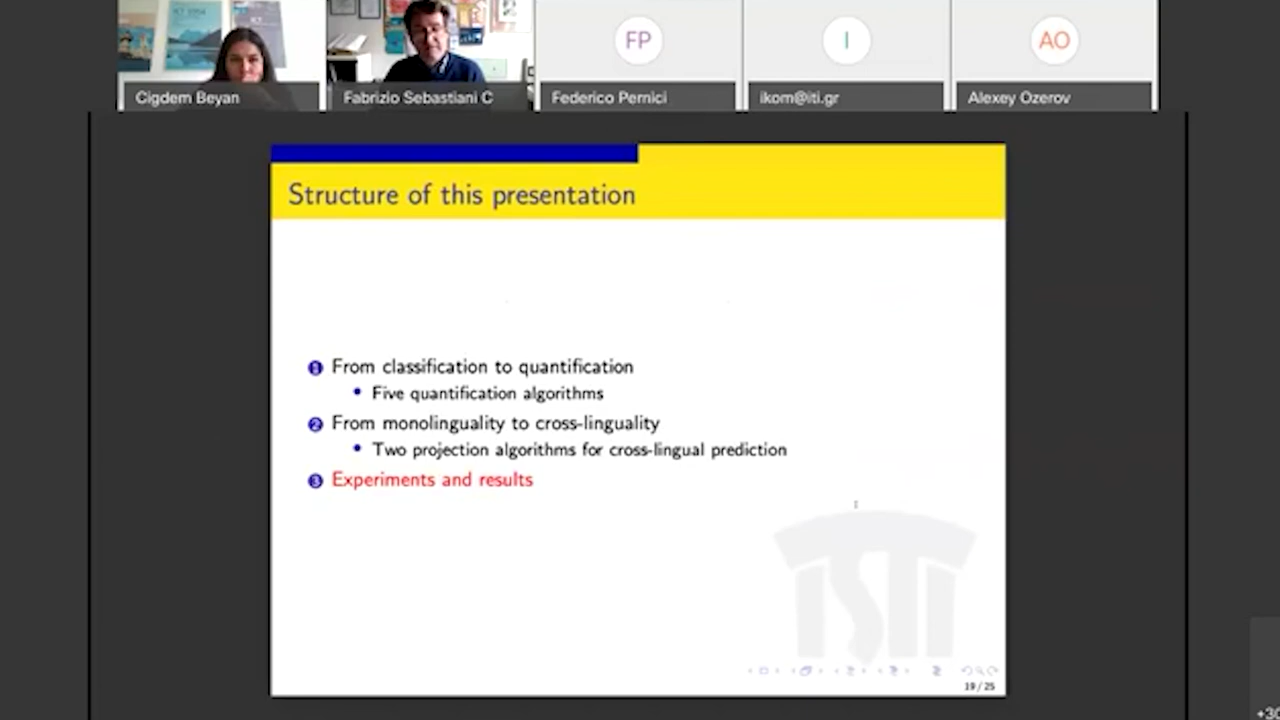 Cigdem Beyan
Fabrizio Sebastiani C
FP
Federico Pernici
I
ikom@iti.gr
AO
Alexey Ozerov
Structure of this presentation
1 From classification to quantification
• Five quantification algorithms
2 From monolinguality to cross-linguality
• Two projection algorithms for cross-lingual prediction
3 Experiments and results
ISTI
19/25